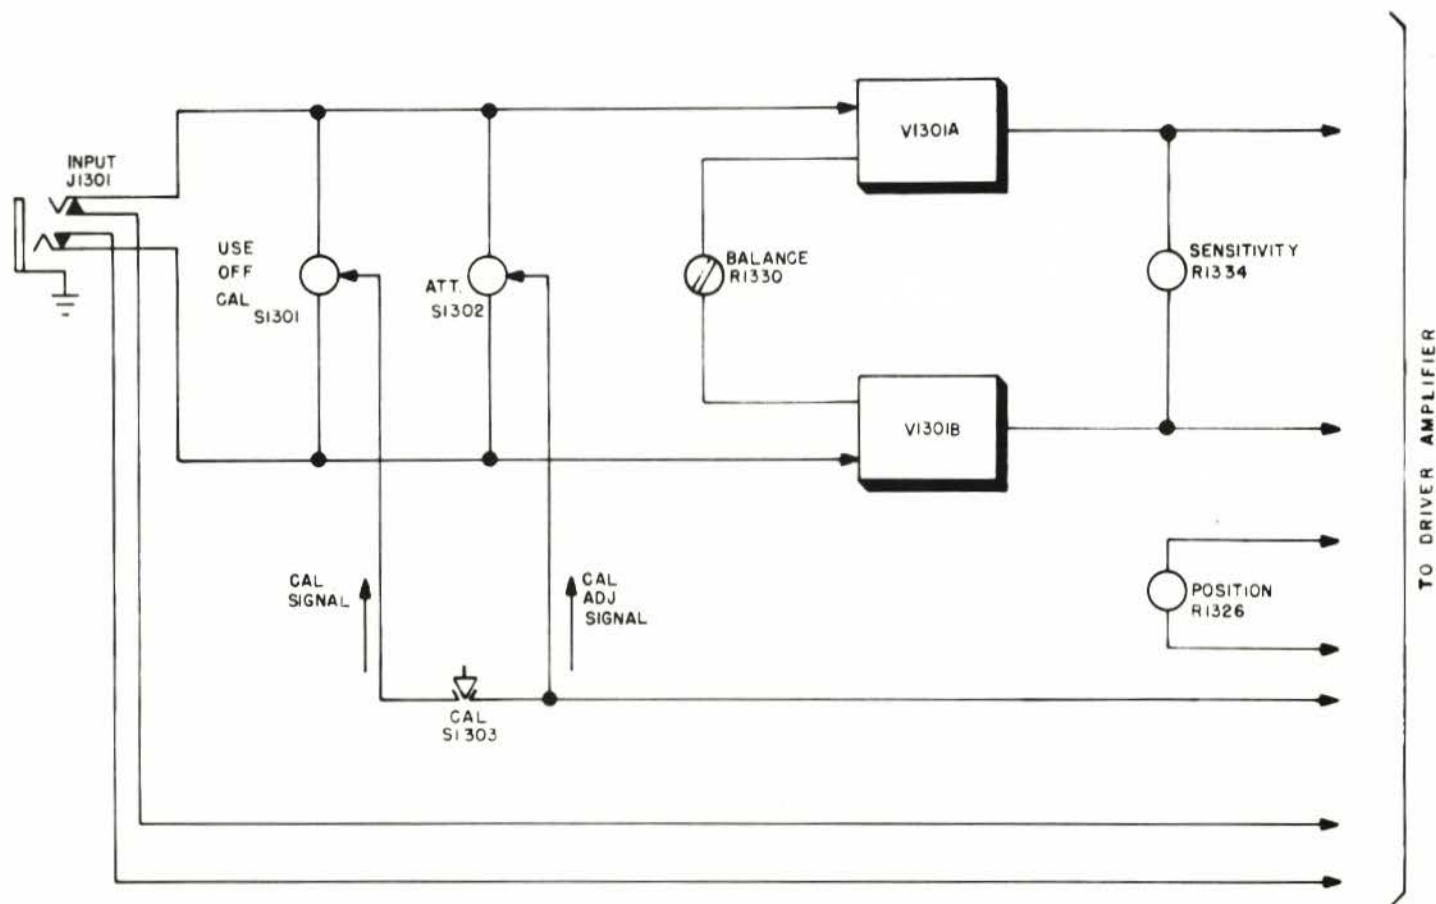 INPUT
J1301
USE
OFF
CAL
S1301
ATT.
S1302
BALANCE
R1330
V1301A
V1301B
SENSITIVITY
R1334
CAL
SIGNAL
CAL
ADJ
SIGNAL
CAL
S1303
POSITION
R1326
TO DRIVER AMPLIFIER